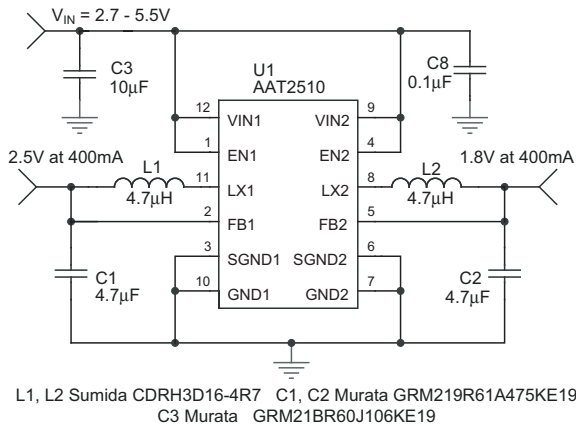 V_IN = 2.7 - 5.5V
C3
10µF
U1
AAT2510
C8
0.1µF
12
VIN1
VIN2
9
1
EN1
EN2
4
2.5V at 400mA
L1
4.7µH
11
LX1
LX2
8
L2
4.7µH
1.8V at 400mA
2
FB1
FB2
5
3
SGND1
SGND2
6
C1
4.7µF
10
GND1
GND2
7
C2
4.7µF
L1, L2 Sumida CDRH3D16-4R7 C1, C2 Murata GRM219R61A475KE19
C3 Murata GRM21BR60J106KE19